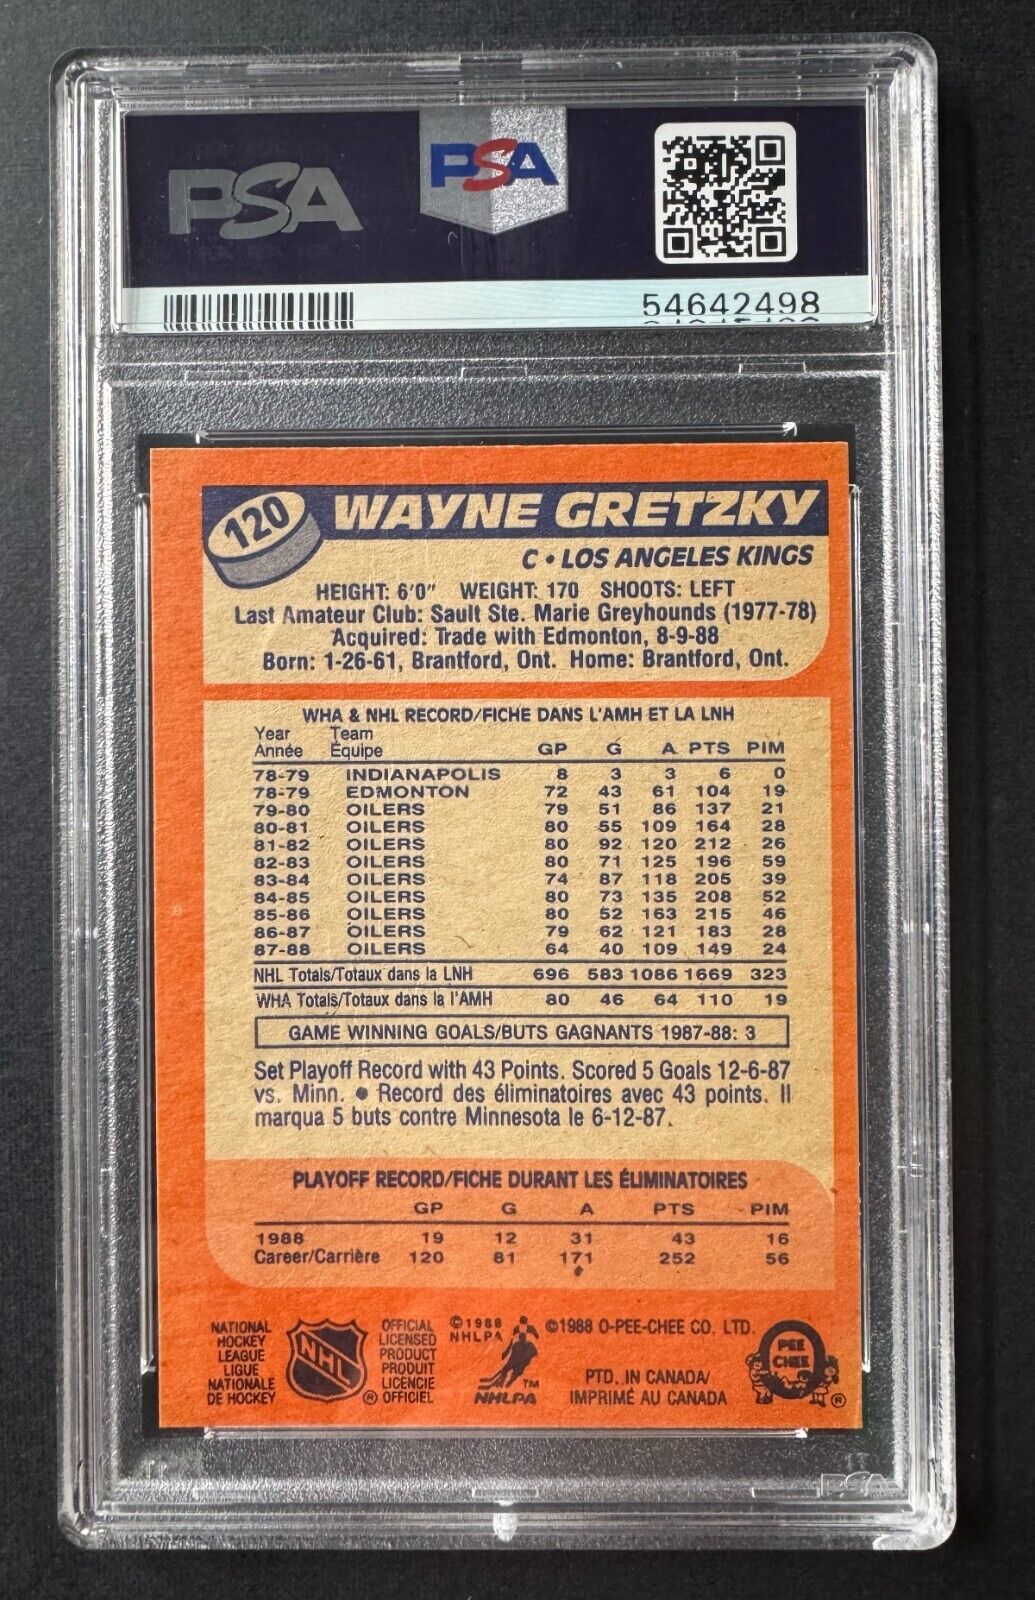 PSA
PSA
54642498
120
WAYNE GRETZKY
C • LOS ANGELES KINGS
HEIGHT: 6'0" WEIGHT: 170 SHOOTS: LEFT
Last Amateur Club: Sault Ste. Marie Greyhounds (1977-78)
Acquired: Trade with Edmonton, 8-9-88
Born: 1-26-61, Brantford, Ont. Home: Brantford, Ont.
WHA & NHL RECORD/FICHE DANS L'AMH ET LA LNH
Year Team
Année Équipe GP G A PTS PIM
78-79 INDIANAPOLIS 8 3 3 6 0
78-79 EDMONTON 72 43 61 104 19
79-80 OILERS 79 51 86 137 21
80-81 OILERS 80 55 109 164 28
81-82 OILERS 80 92 120 212 26
82-83 OILERS 80 71 125 196 59
83-84 OILERS 74 87 118 205 39
84-85 OILERS 80 73 135 208 52
85-86 OILERS 80 52 163 215 46
86-87 OILERS 79 62 121 183 28
87-88 OILERS 64 40 109 149 24
NHL Totals/Totaux dans la LNH 696 583 1086 1669 323
WHA Totals/Totaux dans la l'AMH 80 46 64 110 19
GAME WINNING GOALS/BUTS GAGNANTS 1987-88: 3
Set Playoff Record with 43 Points. Scored 5 Goals 12-6-87
vs. Minn. ● Record des éliminatoires avec 43 points. Il
marqua 5 buts contre Minnesota le 6-12-87.
PLAYOFF RECORD/FICHE DURANT LES ÉLIMINATOIRES
GP G A PTS PIM
1988 19 12 31 43 16
Career/Carrière 120 81 171 252 56
NATIONAL
HOCKEY
LEAGUE
LIGUE
NATIONALE
DE HOCKEY
NHL
®
OFFICIAL
LICENSED
PRODUCT
PRODUIT
LICENCIE
OFFICIEL
©1988
NHLPA
TM
NHLPA
©1988 O-PEE-CHEE CO. LTD.
PTD. IN CANADA/
IMPRIMÉ AU CANADA
PEE
CHEE
®
PSA